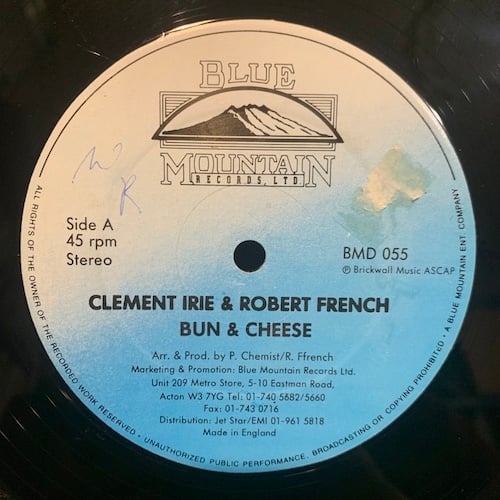 BLUE
MOUNTAIN
RECORDS, LTD.
Side A
45 rpm
Stereo
BMD 055
℗ Brickwall Music ASCAP
CLEMENT IRIE & ROBERT FRENCH
BUN & CHEESE
Arr. & Prod. by P. Chemist/R. Ffrench
Marketing & Promotion: Blue Mountain Records Ltd.
Unit 209 Metro Store, 5-10 Eastman Road,
Acton W3 7YG Tel: 01-740 5682/5660
Fax: 01-743 0716
Distribution: Jet Star/EMI 01-961 5818
Made in England
ALL RIGHTS OF THE OWNER OF THE RECORDED WORK RESERVED - UNAUTHORIZED PUBLIC PERFORMANCE, BROADCASTING OR COPYING PROHIBITED • A BLUE MOUNTAIN ENT. COMPANY